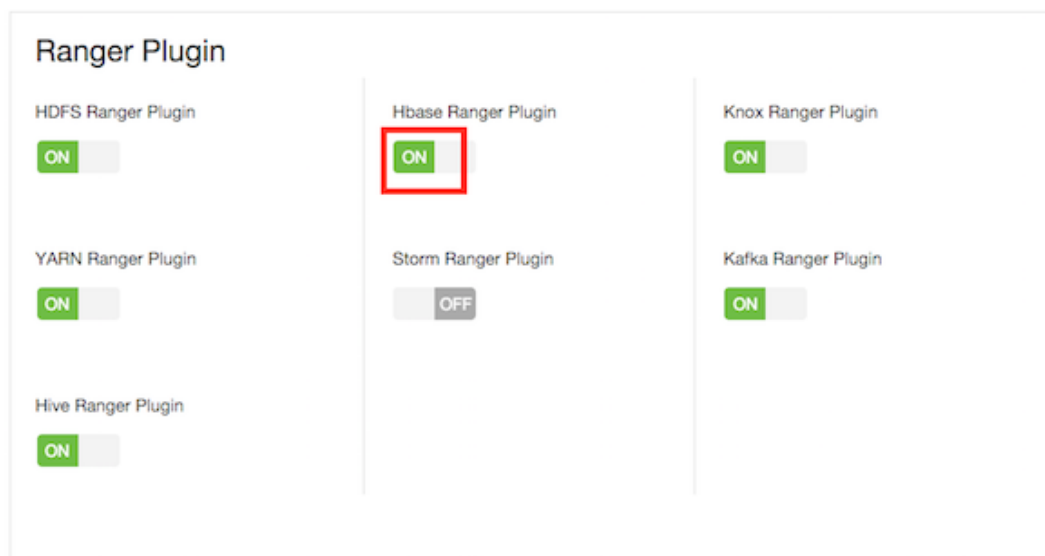 Ranger Plugin
HDFS Ranger Plugin
ON
Hbase Ranger Plugin
ON
Knox Ranger Plugin
ON
YARN Ranger Plugin
ON
Storm Ranger Plugin
OFF
Kafka Ranger Plugin
ON
Hive Ranger Plugin
ON